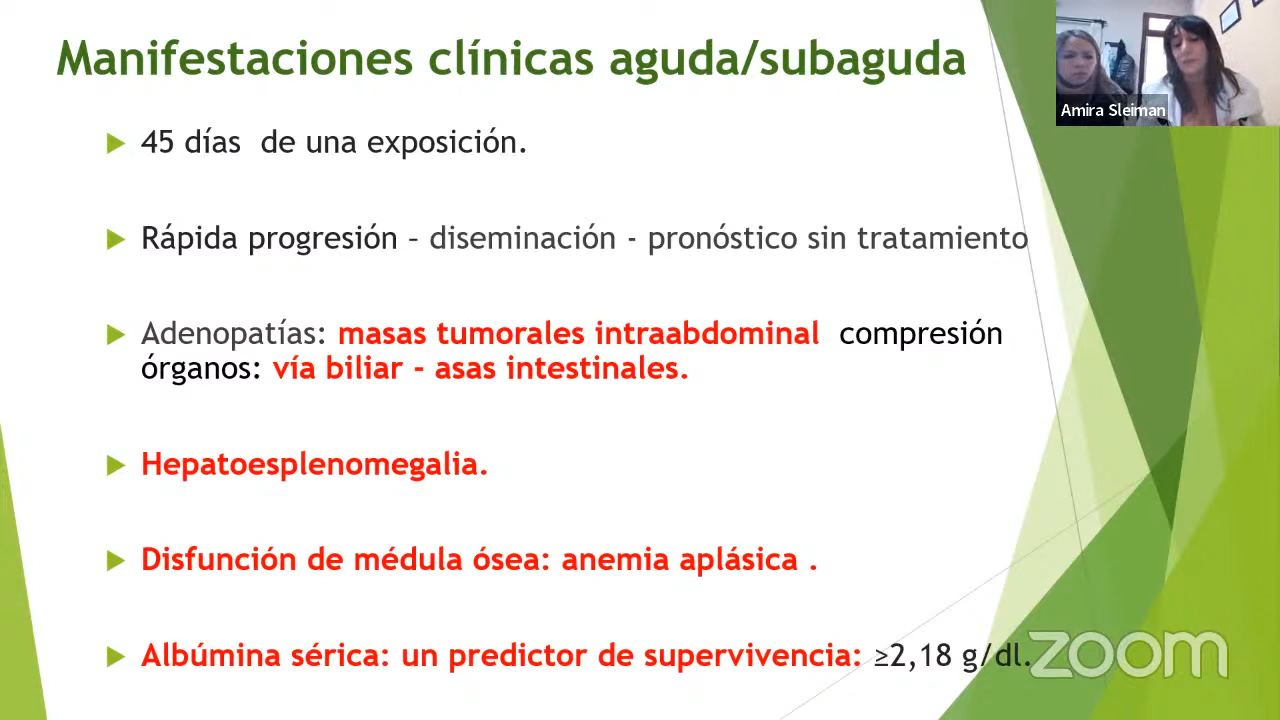 Manifestaciones clínicas aguda/subaguda
Amira Sleiman
45 días  de una exposición.
Rápida progresión – diseminación - pronóstico sin tratamiento
Adenopatías: masas tumorales intraabdominal  compresión
órganos: vía biliar - asas intestinales.
Hepatoesplenomegalia.
Disfunción de médula ósea: anemia aplásica .
Albúmina sérica: un predictor de supervivencia: ≥2,18 g/dl.
zoom